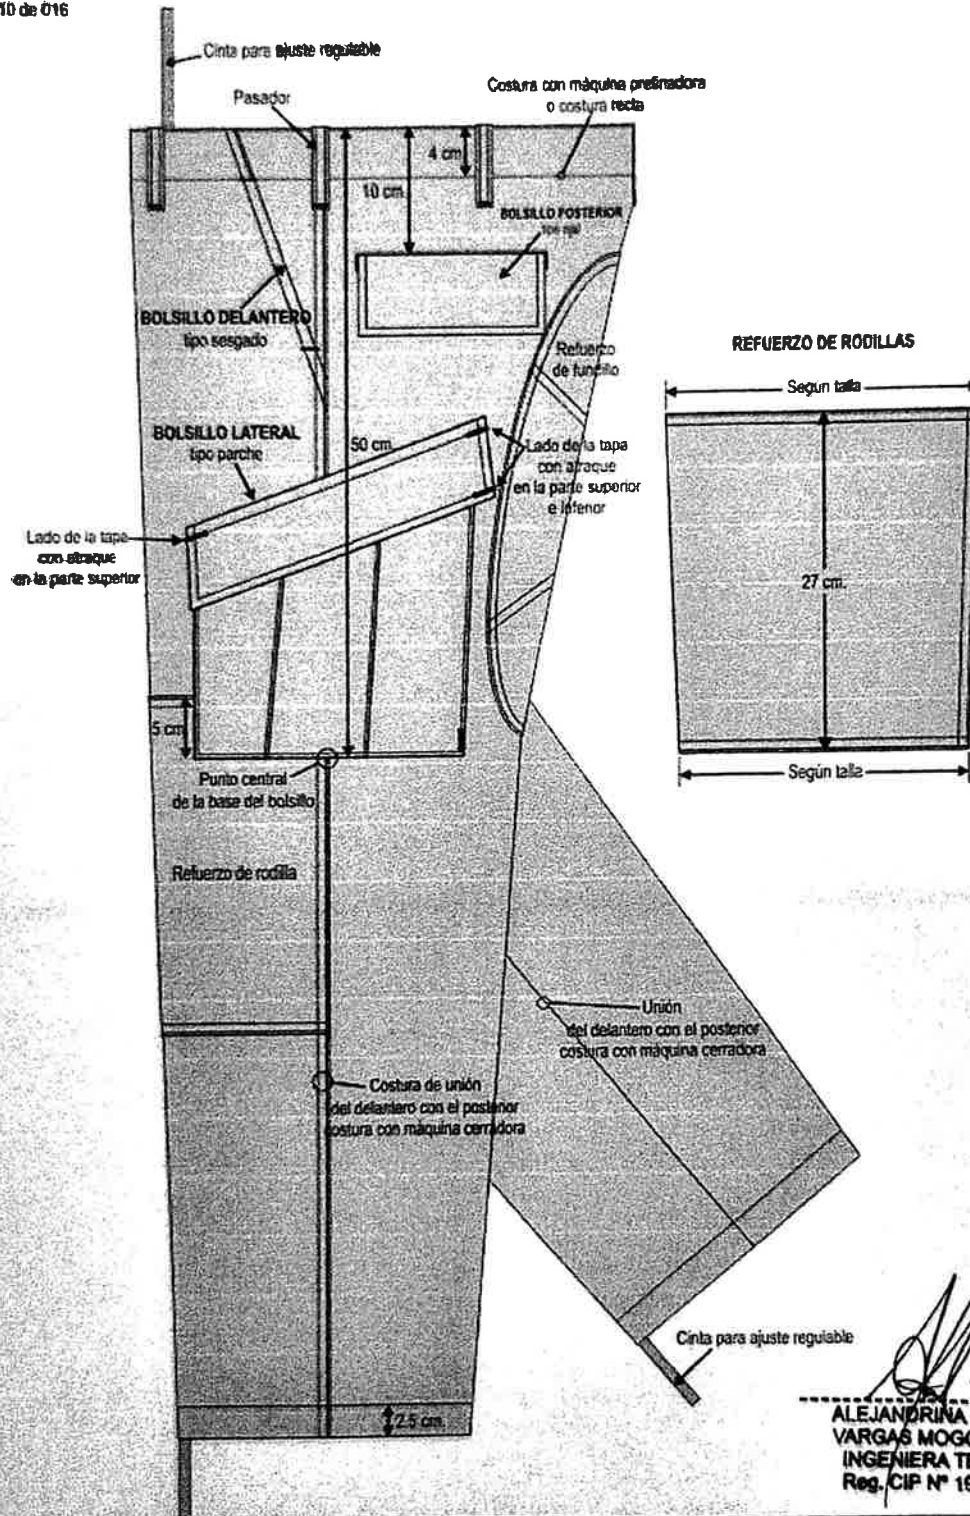 10 de 016
Cinta para ajuste regulable
Pasador
Costura con máquina pretinadora
o costura recta
4 cm
10 cm
BOLSILLO POSTERIOR
tipo ojal
BOLSILLO DELANTERO
tipo sesgado
Refuerzo
de fundillo
REFUERZO DE RODILLAS
Según talla
BOLSILLO LATERAL
tipo parche
50 cm.
Lado de la tapa
con atraque
en la parte superior
e inferior
Lado de la tapa
con atraque
en la parte superior
27 cm.
5 cm
Punto central
de la base del bolsillo
Según talla
Refuerzo de rodilla
Unión
del delantero con el posterior
costura con máquina cerradora
Costura de unión
del delantero con el posterior
costura con máquina cerradora
Cinta para ajuste regulable
2.5 cm.
ALEJANDRINA
VARGAS
INGENIERA
Reg. CIP N°